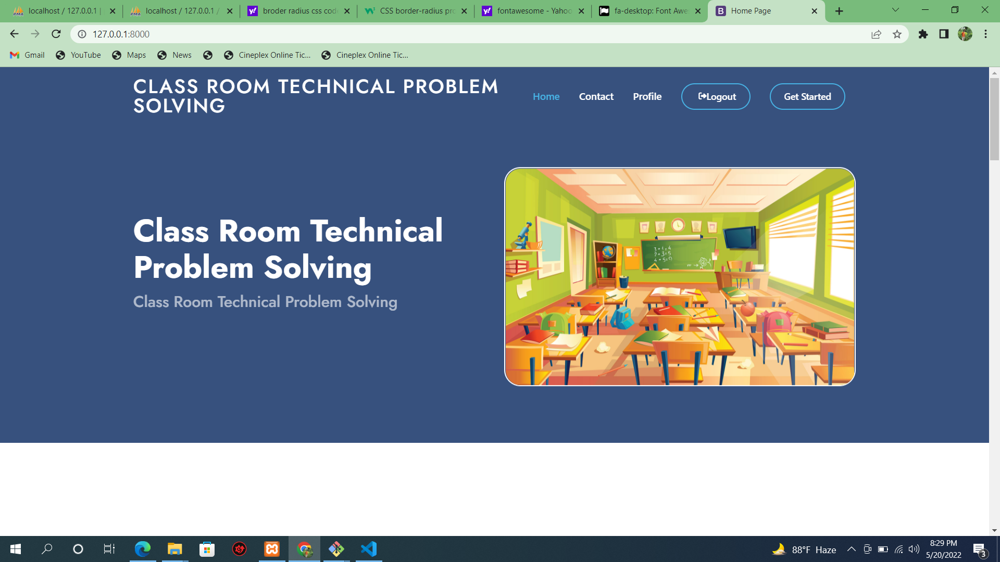 localhost / 127.0.0.1 |
localhost / 127.0.0.1 /
broder radius css code
CSS border-radius pro
fontawesome - Yahoo
fa-desktop: Font Awes
Home Page
127.0.0.1:8000
Gmail
YouTube
Maps
News
Cineplex Online Tic...
Cineplex Online Tic...
CLASS ROOM TECHNICAL PROBLEM
SOLVING
Home
Contact
Profile
Logout
Get Started
Class Room Technical
Problem Solving
Class Room Technical Problem Solving
3+1=4
4+5=9
88°F Haze
8:29 PM
5/20/2022
3